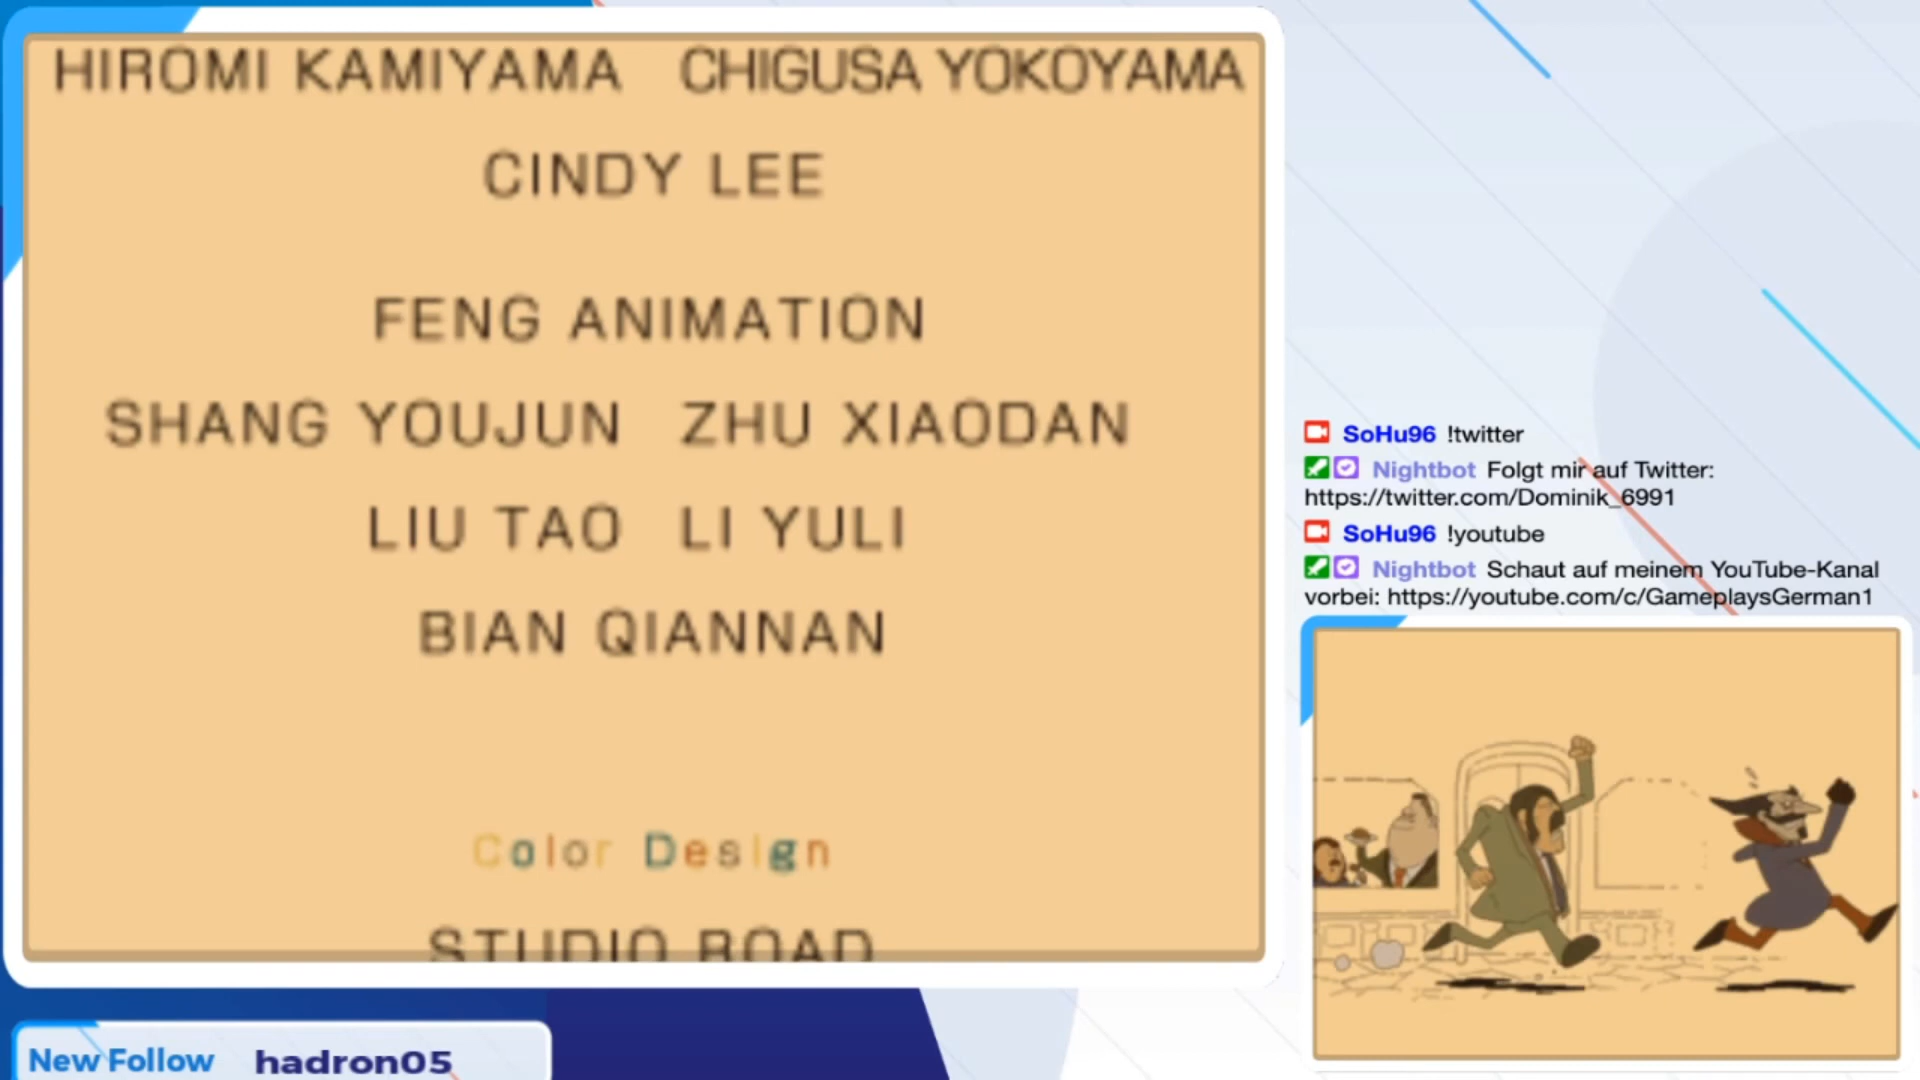 HIROMI KAMIYAMA CHIGUSA YOKOYAMA
CINDY LEE
FENG ANIMATION
SHANG YOUJUN ZHU XIAODAN
LIU TAO LI YULI
BIAN QIANNAN
Color Design
STUDIO ROAD
SoHu96 !twitter
Nightbot Folgt mir auf Twitter:
https://twitter.com/Dominik_6991
SoHu96 !youtube
Nightbot Schaut auf meinem YouTube-Kanal
vorbei: https://youtube.com/c/GameplaysGerman1
New Follow hadron05